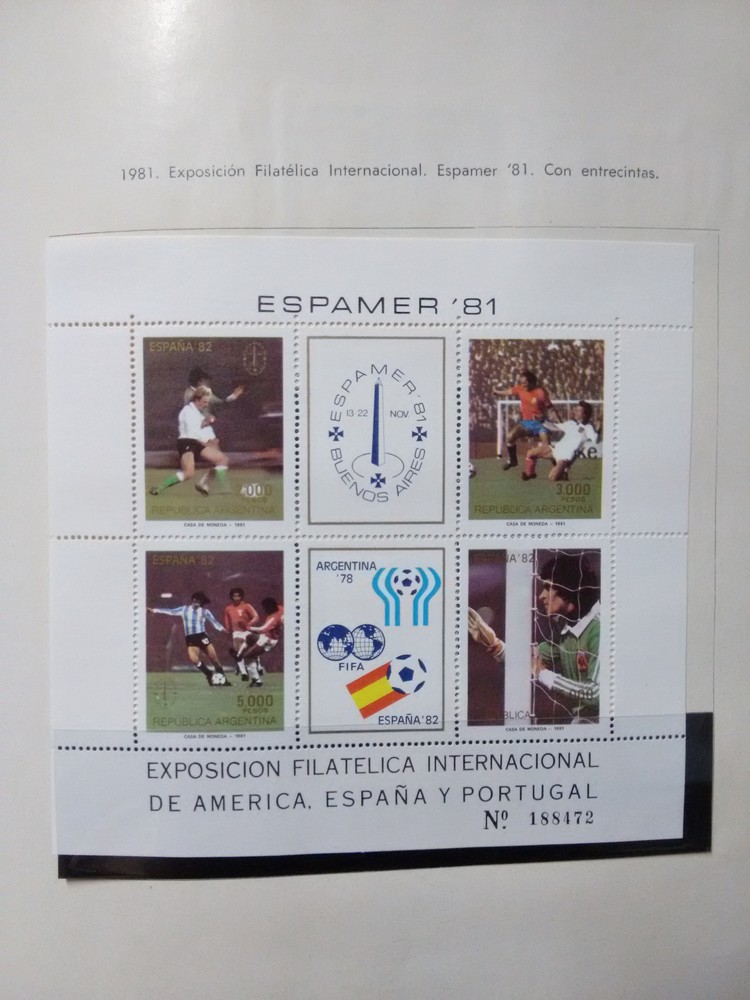 1981. Exposición Filatélica Internacional. Espamer '81. Con entrecintas.
ESPAMER '81
ESPAÑA '82
PESOS
REPUBLICA ARGENTINA
CASA DE MONEDA - 1981
ESPAMER '81
13-22 NOV.
BUENOS AIRES
3.000
PESOS
REPUBLICA ARGENTINA
CASA DE MONEDA - 1981
ESPAÑA '82
5.000
PESOS
REPUBLICA ARGENTINA
CASA DE MONEDA - 1981
ARGENTINA
'78
FIFA
ESPAÑA '82
CASA DE MONEDA - 1981
EXPOSICION FILATELICA INTERNACIONAL
DE AMERICA, ESPAÑA Y PORTUGAL
Nº 188472